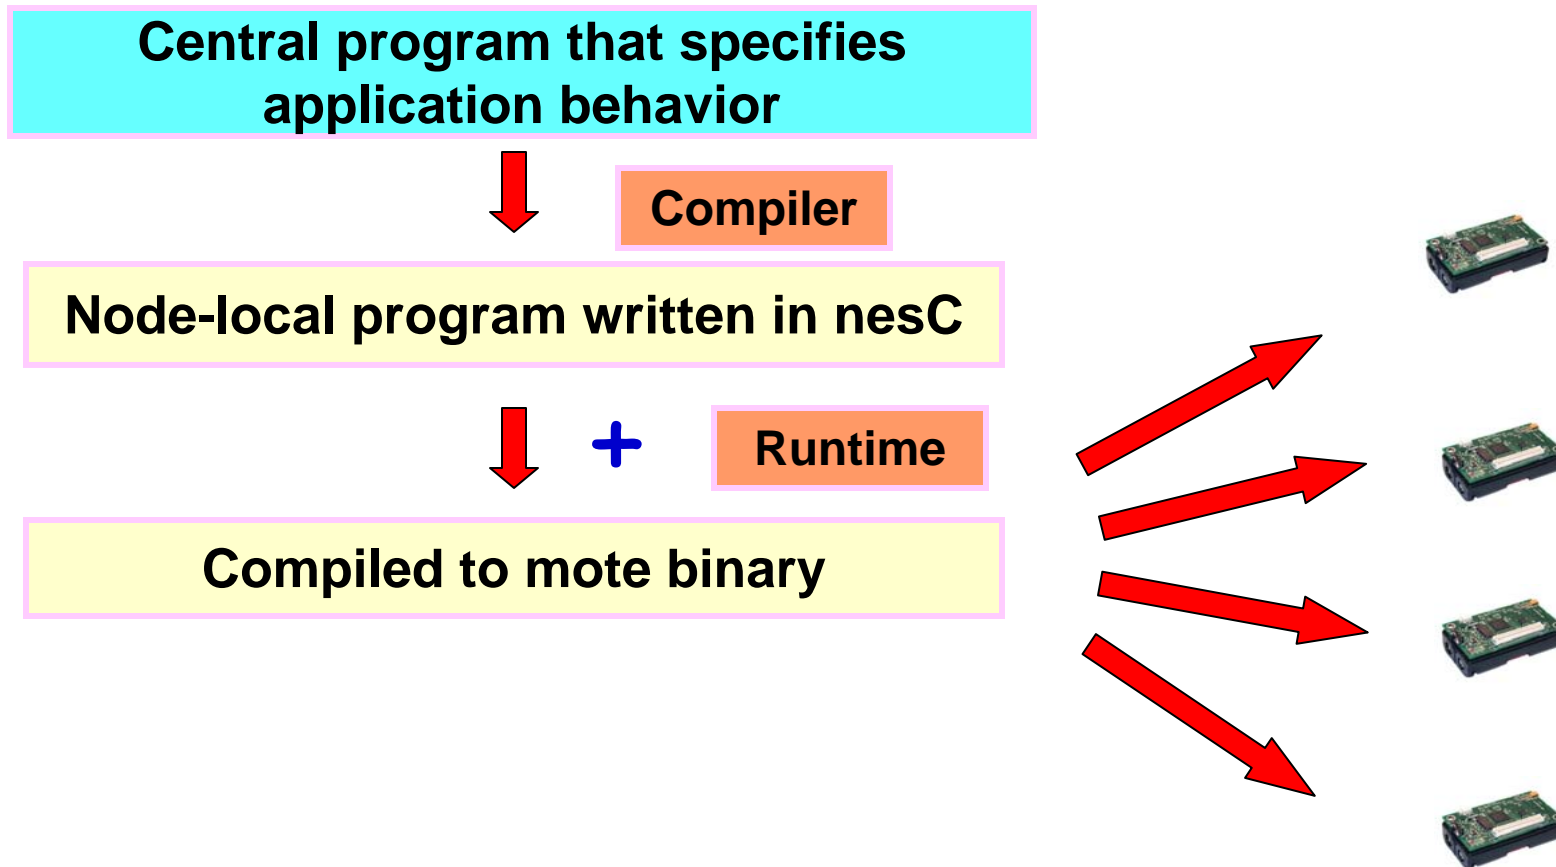 Central program that specifies
application behavior
Compiler
Node-local program written in nesC
+
Runtime
Compiled to mote binary